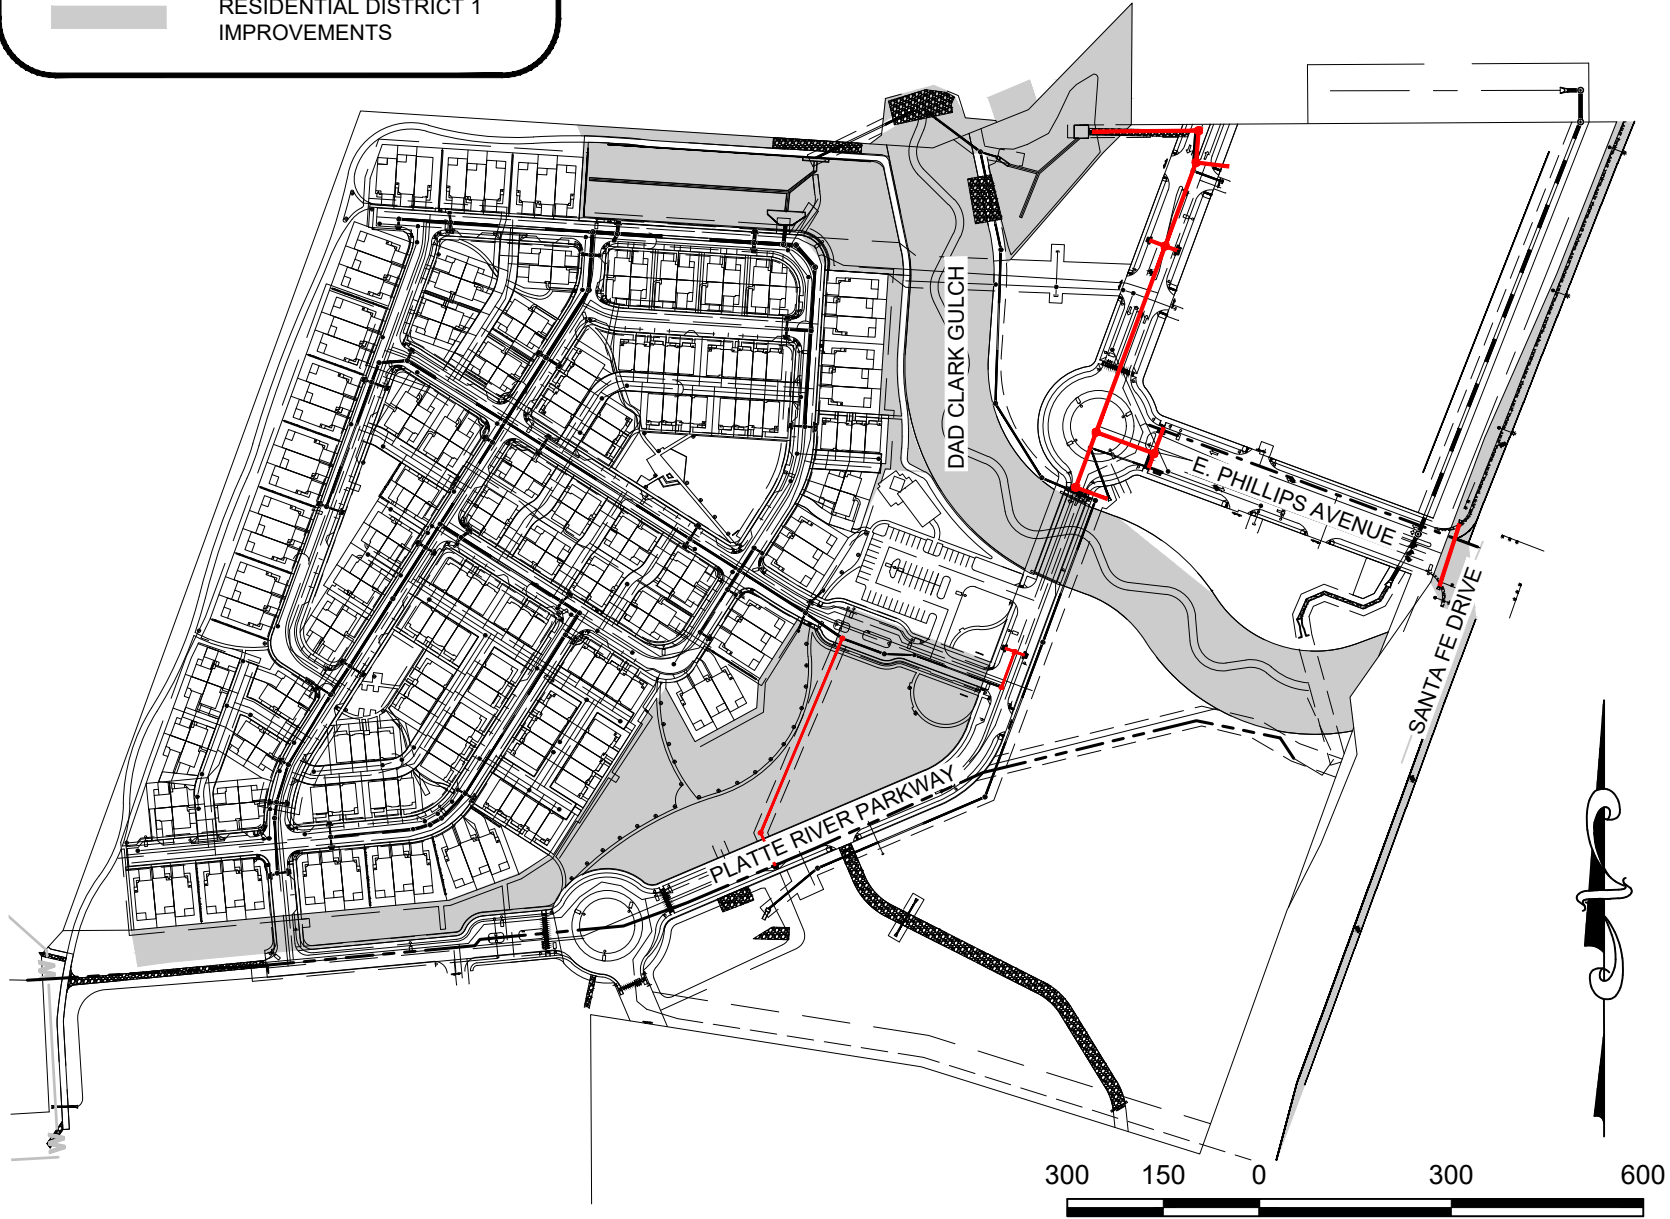 RESIDENTIAL DISTRICT 1
IMPROVEMENTS
DAD CLARK GULCH
E. PHILLIPS AVENUE
SANTA FE DRIVE
PLATTE RIVER PARKWAY
W
W
300 150 0 300 600